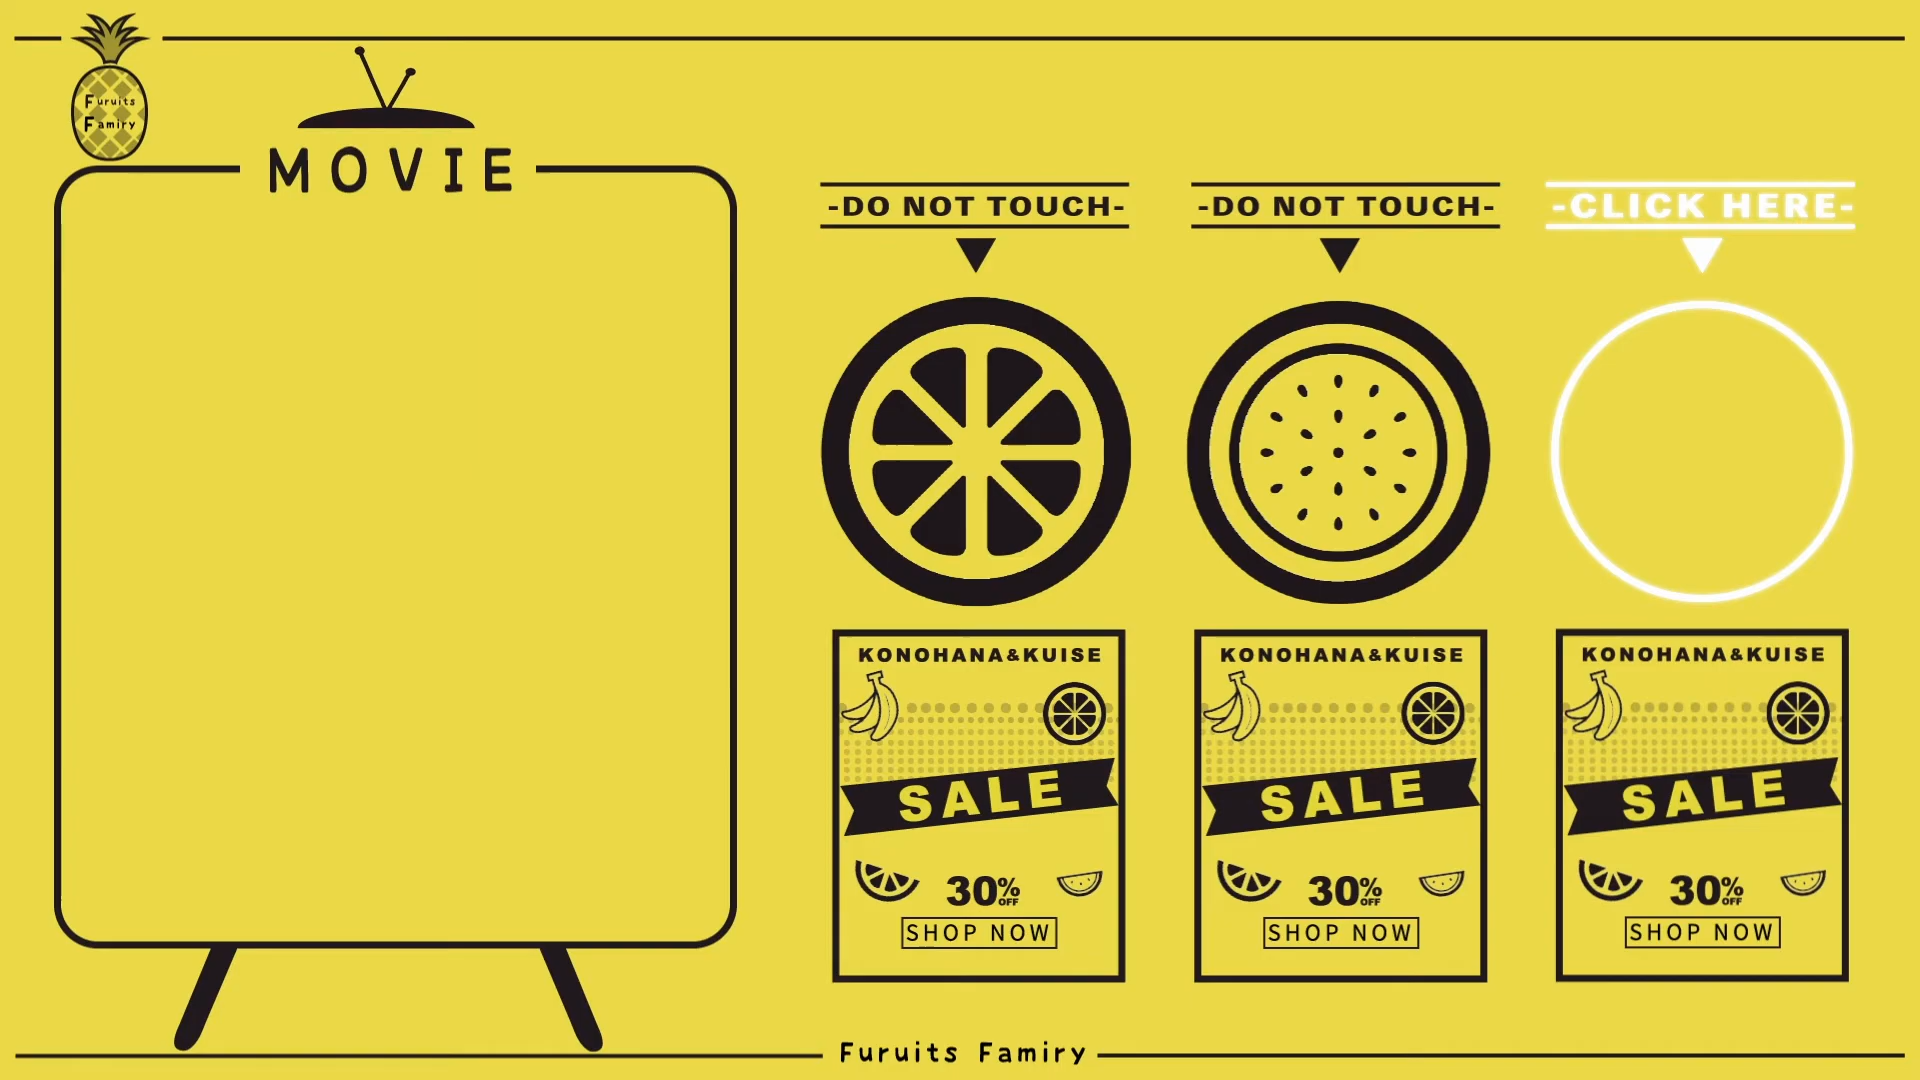 Furuits
Famiry
MOVIE
-DO NOT TOUCH-
-DO NOT TOUCH-
-CLICK HERE-
KONOHANA&KUISE
SALE
30%OFF
SHOP NOW
KONOHANA&KUISE
SALE
30%OFF
SHOP NOW
KONOHANA&KUISE
SALE
30%OFF
SHOP NOW
Furuits Famiry